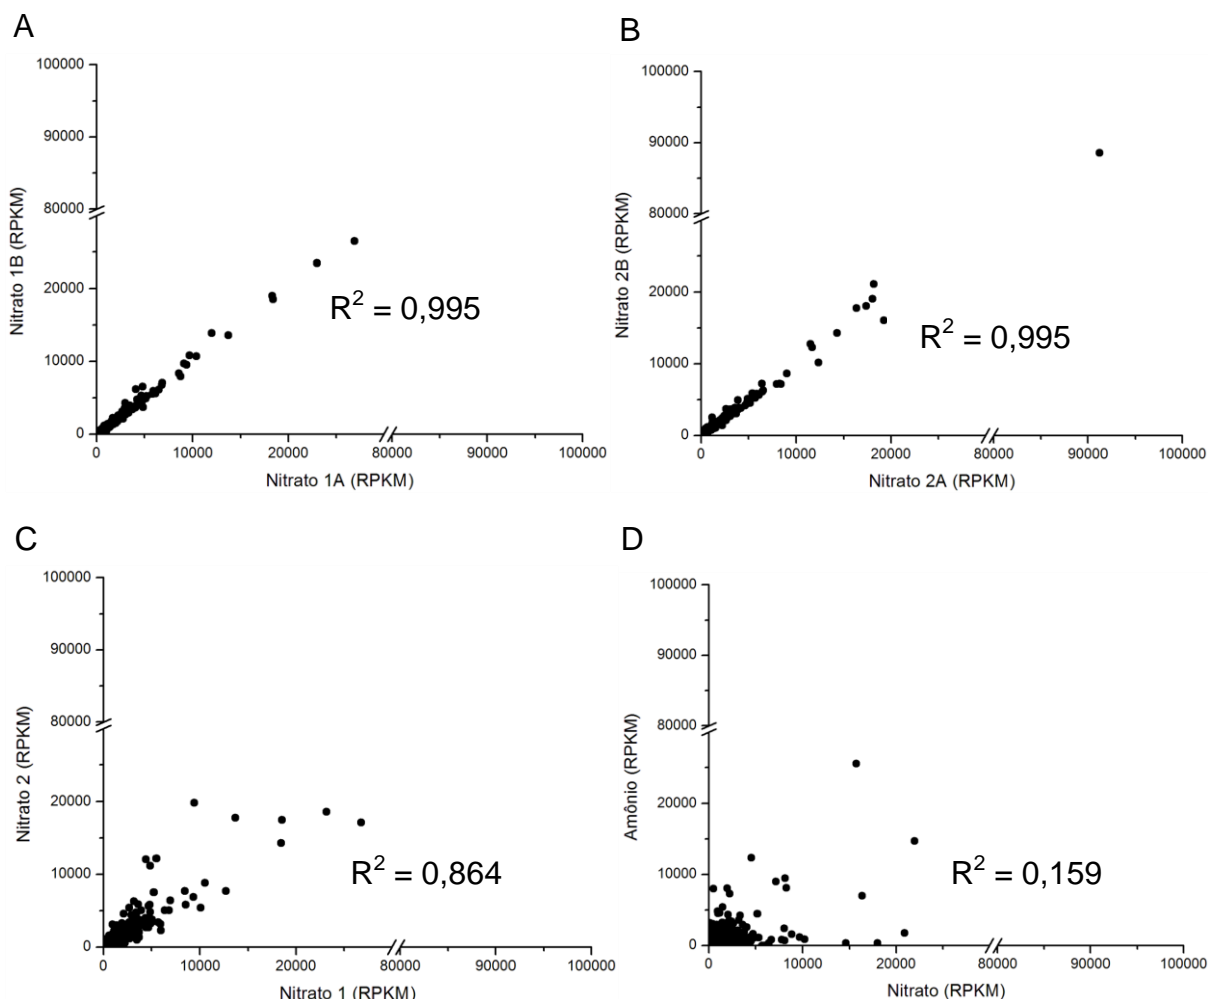 A
100000
90000
80000
20000
10000
0
Nitrato 1B (RPKM)
R² = 0,995
0 10000 20000 80000 90000 100000
Nitrato 1A (RPKM)
B
100000
90000
80000
20000
10000
0
Nitrato 2B (RPKM)
R² = 0,995
0 10000 20000 80000 90000 100000
Nitrato 2A (RPKM)
C
100000
90000
80000
20000
10000
0
Nitrato 2 (RPKM)
R² = 0,864
0 10000 20000 80000 90000 100000
Nitrato 1 (RPKM)
D
100000
90000
80000
20000
10000
0
Amônio (RPKM)
R² = 0,159
0 10000 20000 80000 90000 100000
Nitrato (RPKM)